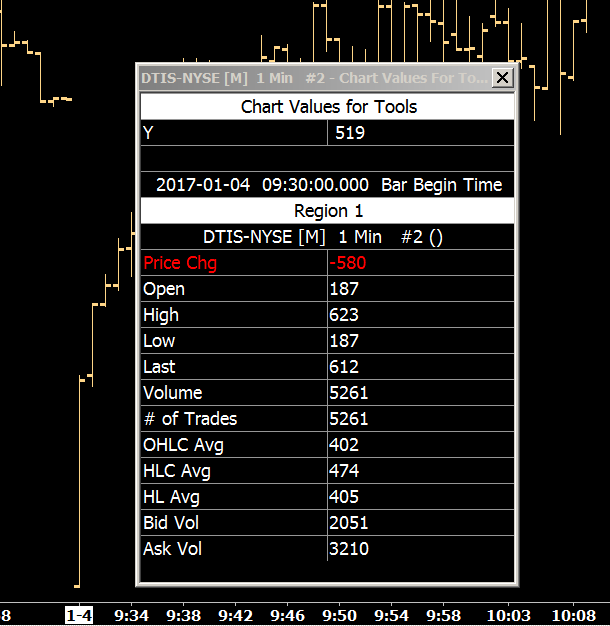 DTIS-NYSE [M] 1 Min #2 - Chart Values For To...
Chart Values for Tools
Y 519
2017-01-04 09:30:00.000 Bar Begin Time
Region 1
DTIS-NYSE [M] 1 Min #2 ()
Price Chg -580
Open 187
High 623
Low 187
Last 612
Volume 5261
# of Trades 5261
OHLC Avg 402
HLC Avg 474
HL Avg 405
Bid Vol 2051
Ask Vol 3210
8 1-4 9:34 9:38 9:42 9:46 9:50 9:54 9:58 10:03 10:08